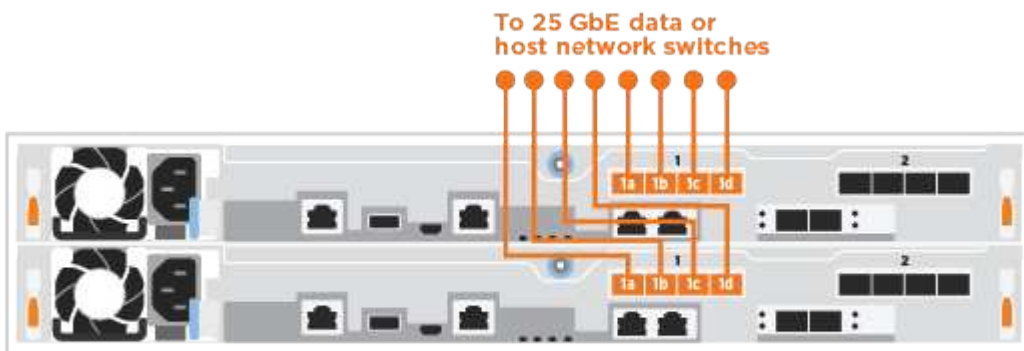 To 25 GbE data or
host network switches
1 2
1a 1b 1c 1d
1 2
1a 1b 1c 1d